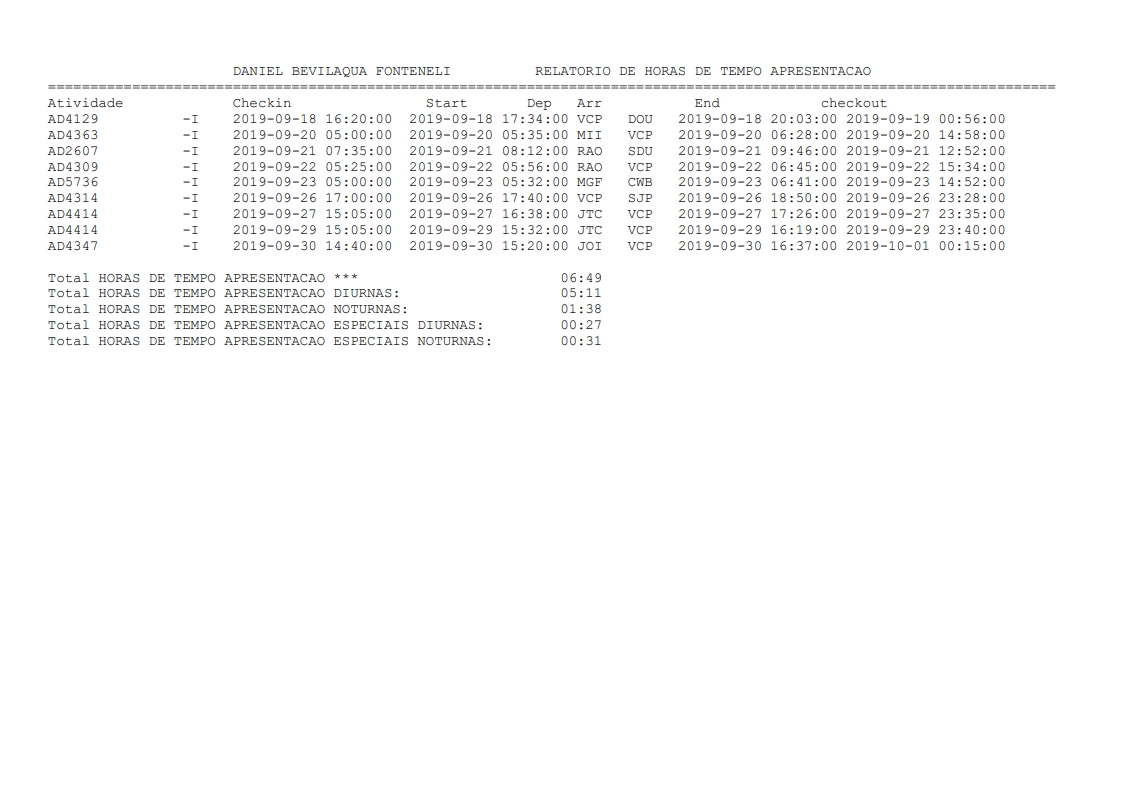 DANIEL BEVILAQUA FONTENELI RELATORIO DE HORAS DE TEMPO APRESENTACAO
========================================================================================================================
Atividade Checkin Start Dep Arr End checkout
AD4129 -I 2019-09-18 16:20:00 2019-09-18 17:34:00 VCP DOU 2019-09-18 20:03:00 2019-09-19 00:56:00
AD4363 -I 2019-09-20 05:00:00 2019-09-20 05:35:00 MII VCP 2019-09-20 06:28:00 2019-09-20 14:58:00
AD2607 -I 2019-09-21 07:35:00 2019-09-21 08:12:00 RAO SDU 2019-09-21 09:46:00 2019-09-21 12:52:00
AD4309 -I 2019-09-22 05:25:00 2019-09-22 05:56:00 RAO VCP 2019-09-22 06:45:00 2019-09-22 15:34:00
AD5736 -I 2019-09-23 05:00:00 2019-09-23 05:32:00 MGF CWB 2019-09-23 06:41:00 2019-09-23 14:52:00
AD4314 -I 2019-09-26 17:00:00 2019-09-26 17:40:00 VCP SJP 2019-09-26 18:50:00 2019-09-26 23:28:00
AD4414 -I 2019-09-27 15:05:00 2019-09-27 16:38:00 JTC VCP 2019-09-27 17:26:00 2019-09-27 23:35:00
AD4414 -I 2019-09-29 15:05:00 2019-09-29 15:32:00 JTC VCP 2019-09-29 16:19:00 2019-09-29 23:40:00
AD4347 -I 2019-09-30 14:40:00 2019-09-30 15:20:00 JOI VCP 2019-09-30 16:37:00 2019-10-01 00:15:00
Total HORAS DE TEMPO APRESENTACAO *** 06:49
Total HORAS DE TEMPO APRESENTACAO DIURNAS: 05:11
Total HORAS DE TEMPO APRESENTACAO NOTURNAS: 01:38
Total HORAS DE TEMPO APRESENTACAO ESPECIAIS DIURNAS: 00:27
Total HORAS DE TEMPO APRESENTACAO ESPECIAIS NOTURNAS: 00:31